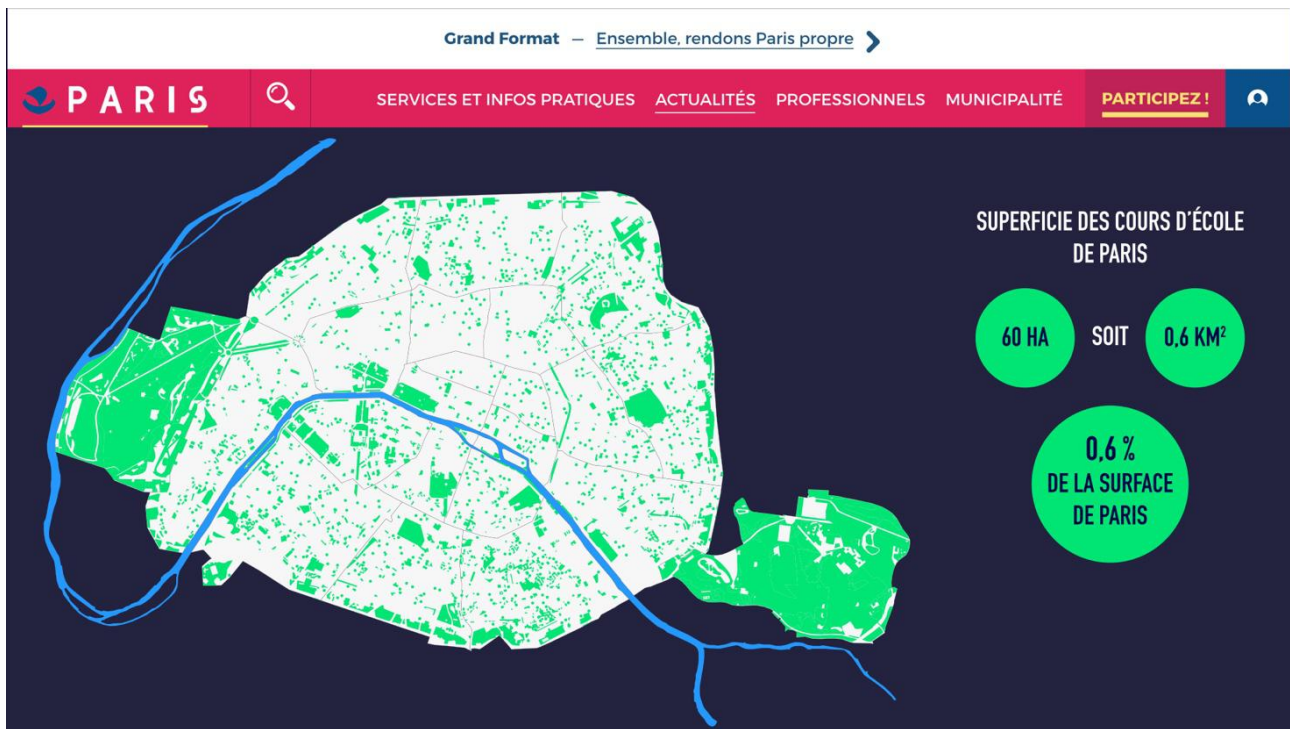 Grand Format — Ensemble, rendons Paris propre
PARIS
SERVICES ET INFOS PRATIQUES ACTUALITÉS PROFESSIONNELS MUNICIPALITÉ PARTICIPEZ !
SUPERFICIE DES COURS D'ÉCOLE
DE PARIS
60 HA SOIT 0,6 KM²
0,6 %
DE LA SURFACE
DE PARIS